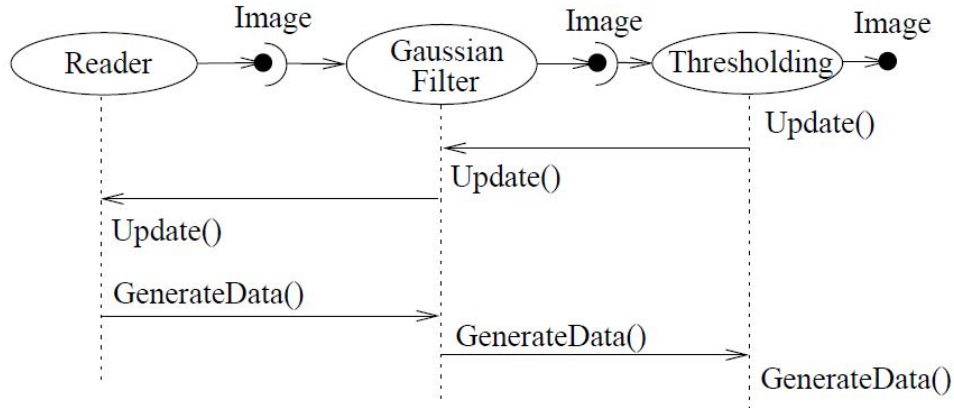 Image
Image
Image
Reader
Gaussian
Filter
Thresholding
Update()
Update()
Update()
GenerateData()
GenerateData()
GenerateData()